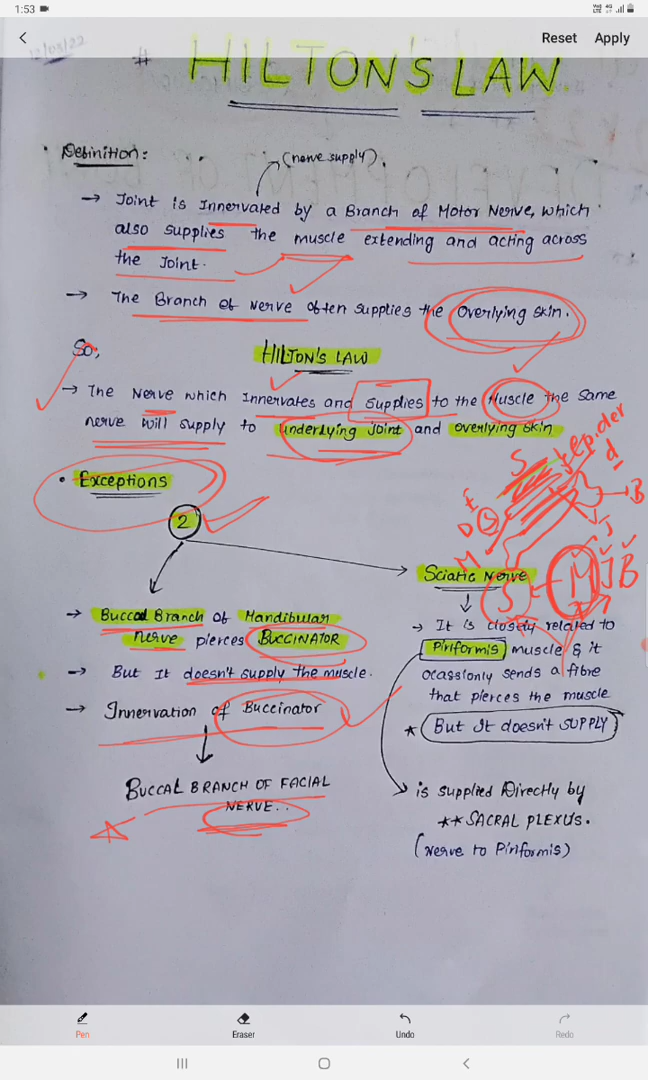 1:53
Reset Apply
12/03/22
# HILTON'S LAW
• Definition:
(nerve supply).
→ Joint is Innervated by a Branch of Motor Nerve, which
also supplies the muscle extending and acting across
the Joint.
→ The Branch of Nerve often supplies the Overlying skin.
So,
HILTON'S LAW
→ The Nerve which Innervates and supplies to the Muscle the same
nerve will supply to underlying joint and overlying skin
• Exceptions
2
Sciatic Nerve
→ Buccal Branch of Mandibular
nerve pierces BUCCINATOR
→ But It doesn't supply the muscle.
→ Innervation of Buccinator
BUCCAL BRANCH OF FACIAL
NERVE..
→ It is closely related to
Piriformis muscle & it
ocassionly sends a fibre
that pierces the muscle
* But It doesn't SUPPLY
is supplied Directly by
** SACRAL PLEXUS.
(Nerve to Piriformis)
S
d
E
D S
B
M
J
S M J B
Pen Eraser Undo Redo